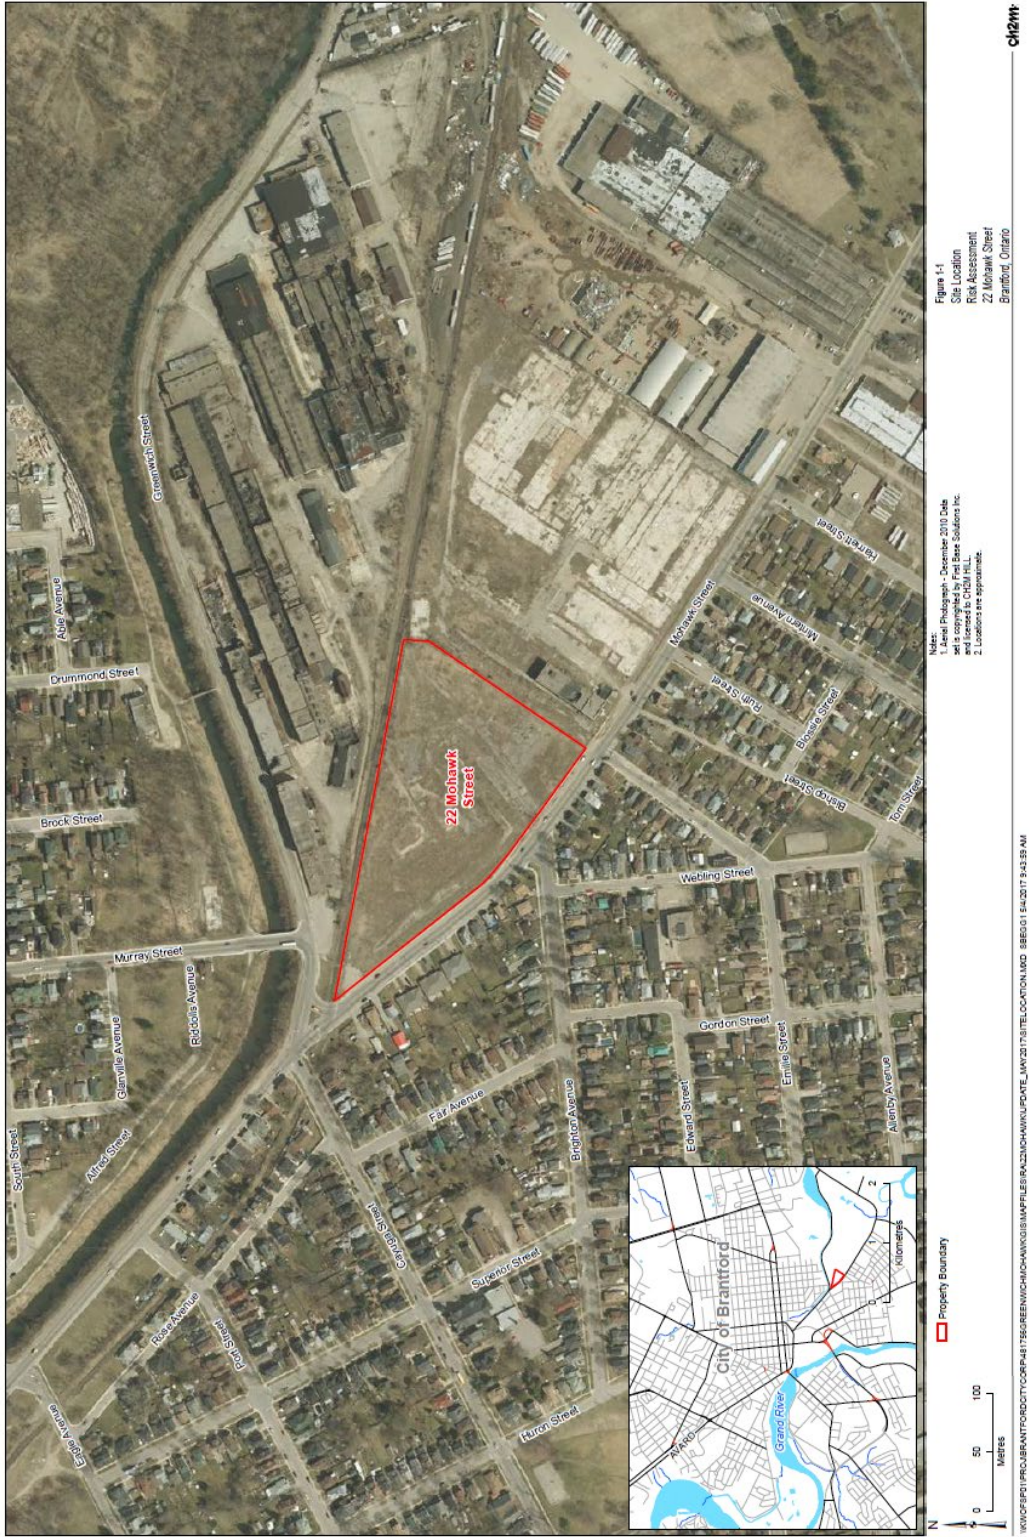 South Street
Alfred Street
Glanville Avenue
Riddolls Avenue
Murray Street
Brock Street
Drummond Street
Able Avenue
Greenwich Street
Eagle Avenue
Rose Avenue
Port Street
Cayuga Street
Superior Street
Huron Street
Fair Avenue
Brighton Avenue
Edward Street
Gordon Street
Emilie Street
Allenby Avenue
Webling Street
22 Mohawk
Street
Mohawk Street
Ruth Street
Bishop Street
Tom Street
Blossie Street
Mintern Avenue
Harriett Street
City of Brantford
Grand River
0 1 2
Kilometres
N
0 50 100
Metres
Property Boundary
Notes:
1. Aerial Photograph - December 2010 Data
set is copyrighted by First Base Solutions Inc.
and licensed to CH2M HILL.
2. Locations are approximate.
Figure 1-1
Site Location
Risk Assessment
22 Mohawk Street
Brantford, Ontario
ch2m